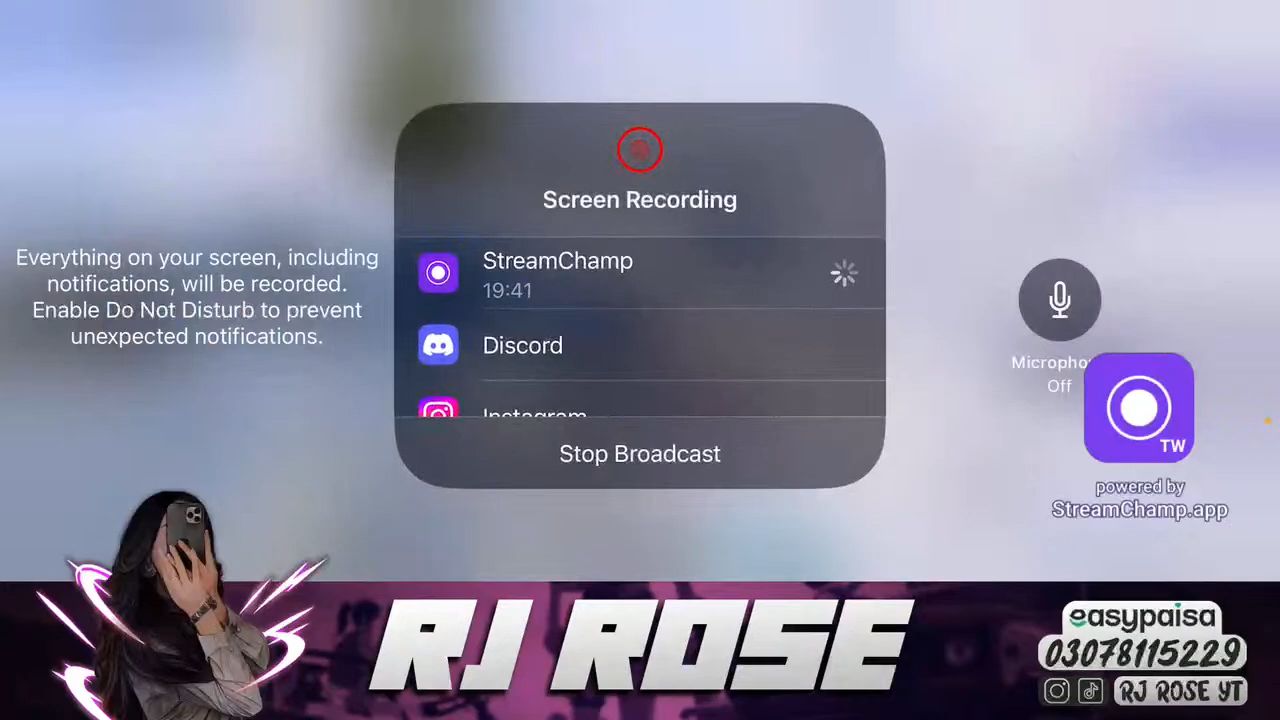 Screen Recording
Everything on your screen, including
notifications, will be recorded.
Enable Do Not Disturb to prevent
unexpected notifications.
StreamChamp
19:41
Discord
Instagram
Stop Broadcast
Micropho
Off
TW
powered by
StreamChamp.app
RJ ROSE
easypaisa
03078115229
RJ ROSE YT